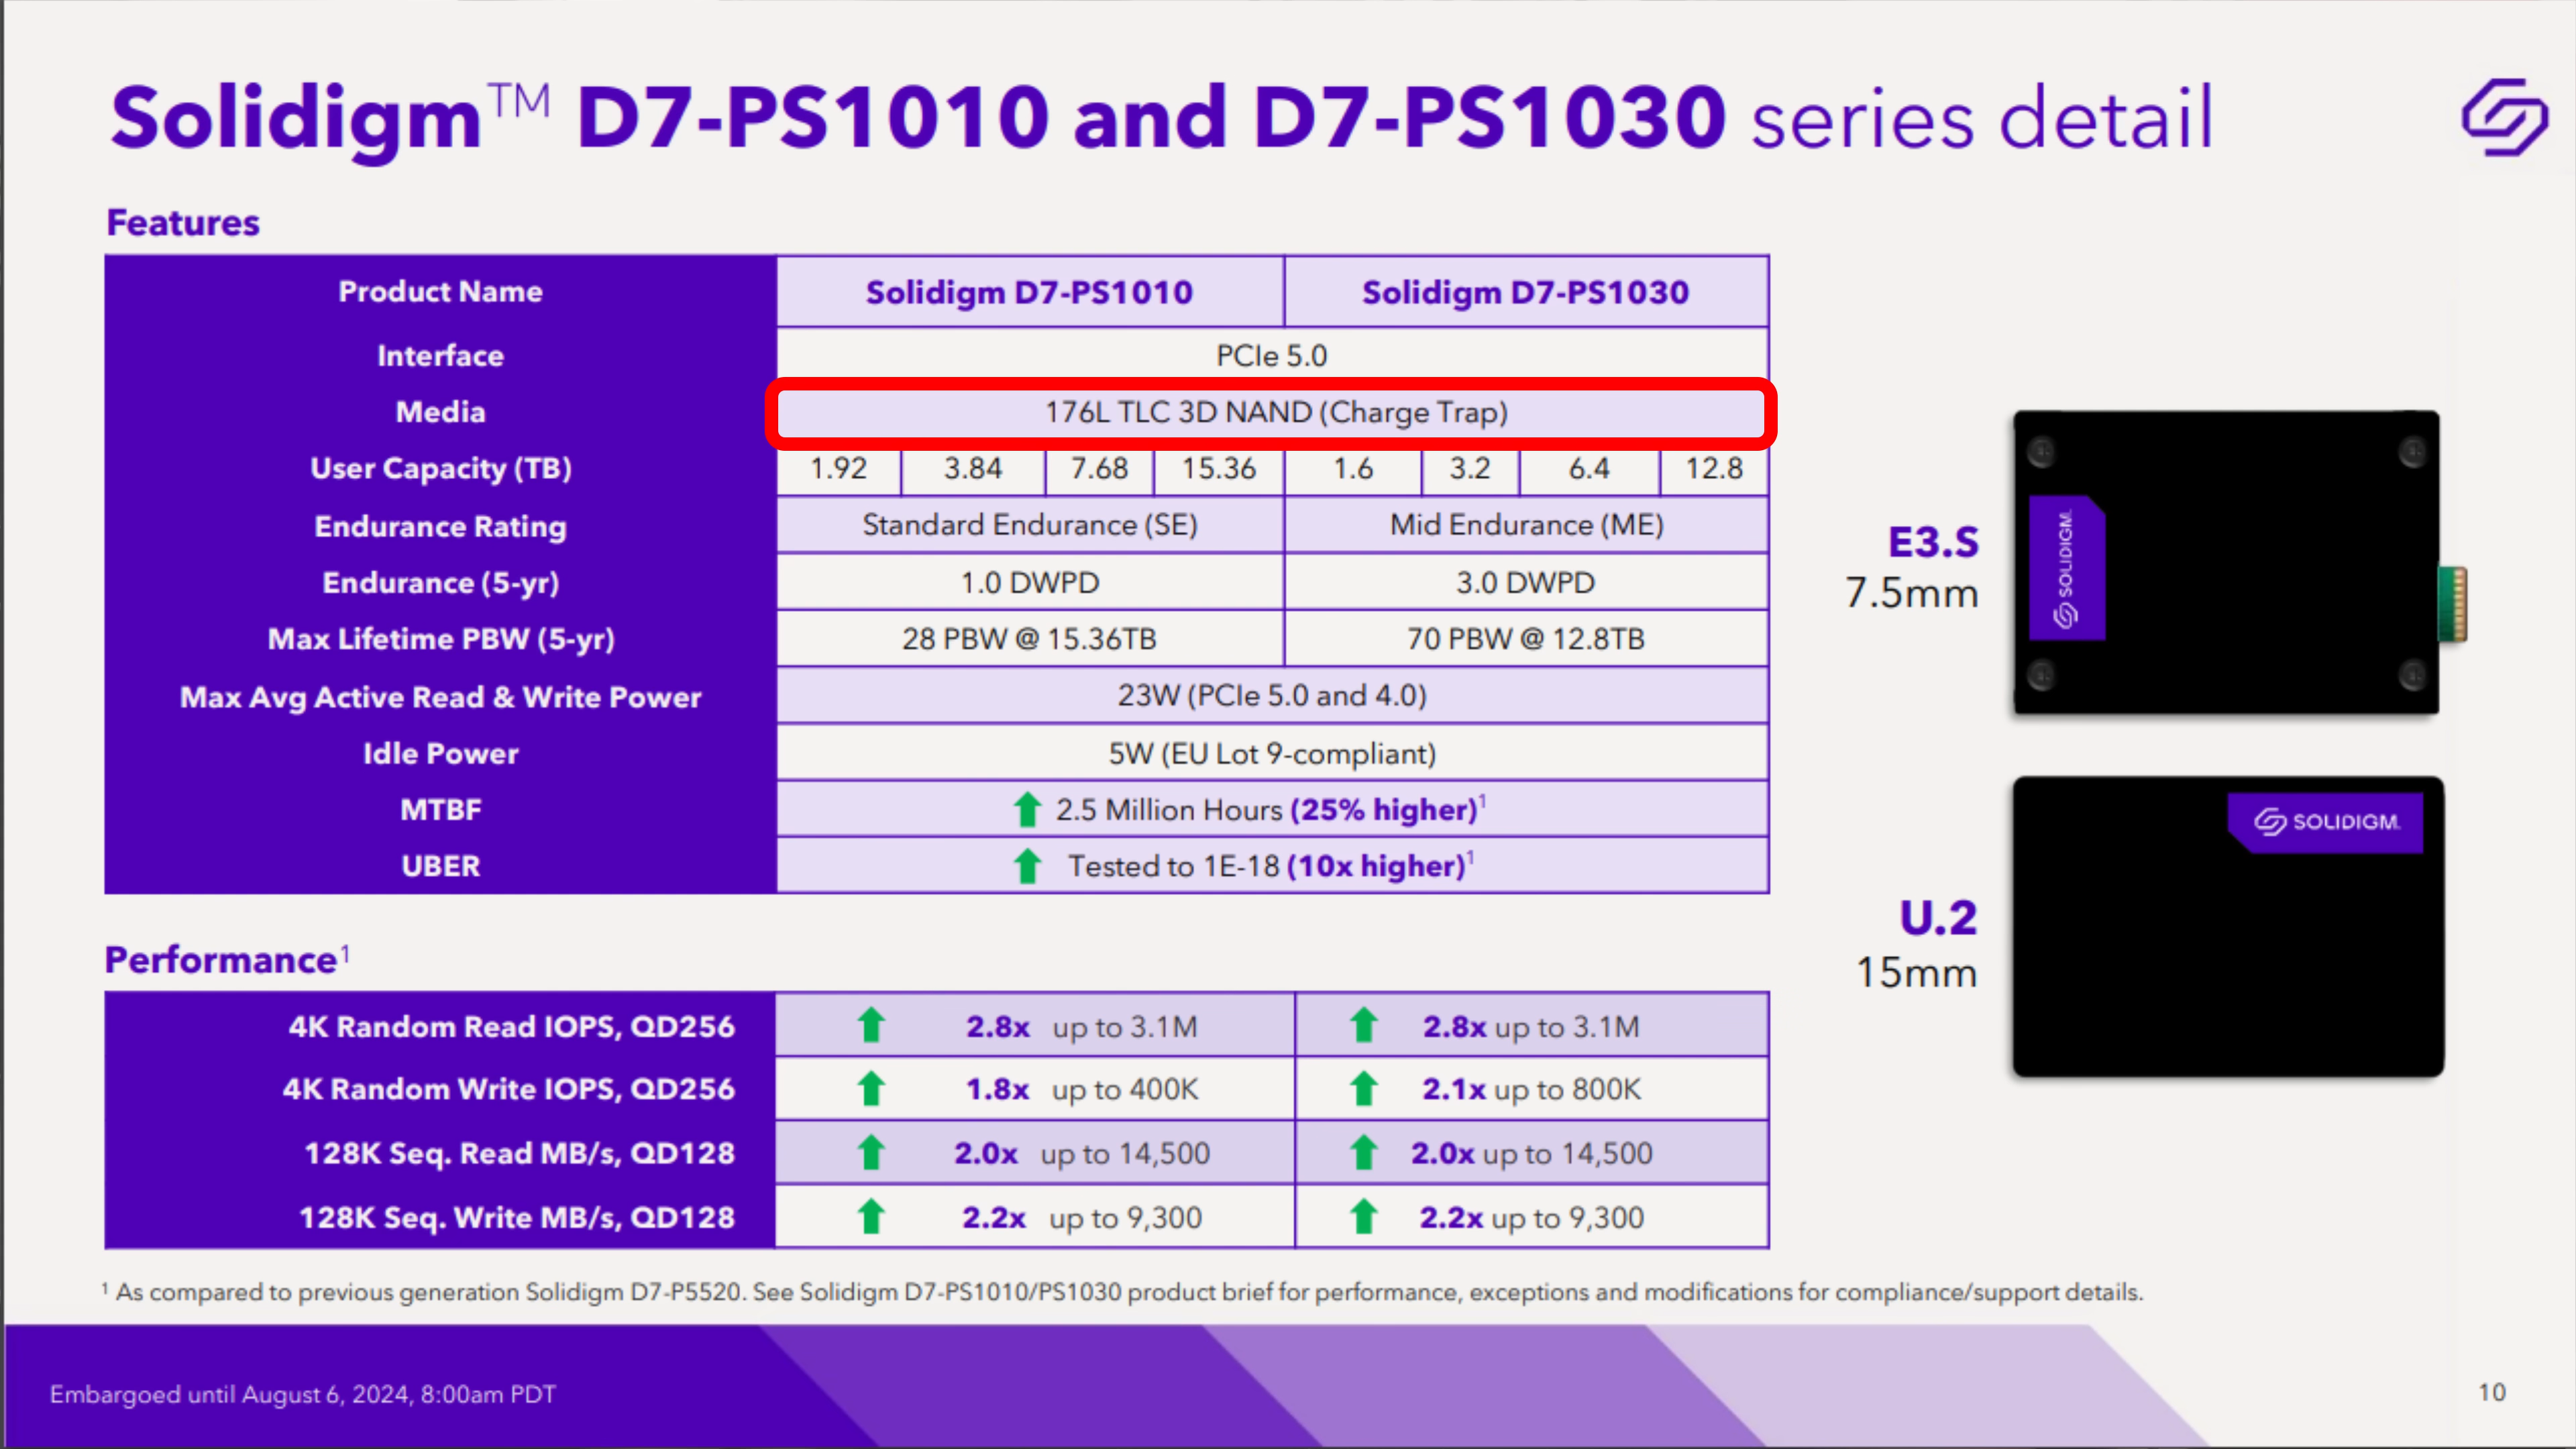 Solidigm™ D7-PS1010 and D7-PS1030 series detail
Features
Product Name Solidigm D7-PS1010 Solidigm D7-PS1030
Interface PCIe 5.0
Media 176L TLC 3D NAND (Charge Trap)
User Capacity (TB) 1.92 3.84 7.68 15.36 1.6 3.2 6.4 12.8
Endurance Rating Standard Endurance (SE) Mid Endurance (ME)
Endurance (5-yr) 1.0 DWPD 3.0 DWPD
Max Lifetime PBW (5-yr) 28 PBW @ 15.36TB 70 PBW @ 12.8TB
Max Avg Active Read & Write Power 23W (PCIe 5.0 and 4.0)
Idle Power 5W (EU Lot 9-compliant)
MTBF 2.5 Million Hours (25% higher)¹
UBER Tested to 1E-18 (10x higher)¹
E3.S
7.5mm
SOLIDIGM.
U.2
15mm
SOLIDIGM.
Performance¹
4K Random Read IOPS, QD256 2.8x up to 3.1M 2.8x up to 3.1M
4K Random Write IOPS, QD256 1.8x up to 400K 2.1x up to 800K
128K Seq. Read MB/s, QD128 2.0x up to 14,500 2.0x up to 14,500
128K Seq. Write MB/s, QD128 2.2x up to 9,300 2.2x up to 9,300
¹ As compared to previous generation Solidigm D7-P5520. See Solidigm D7-PS1010/PS1030 product brief for performance, exceptions and modifications for compliance/support details.
Embargoed until August 6, 2024, 8:00am PDT
10